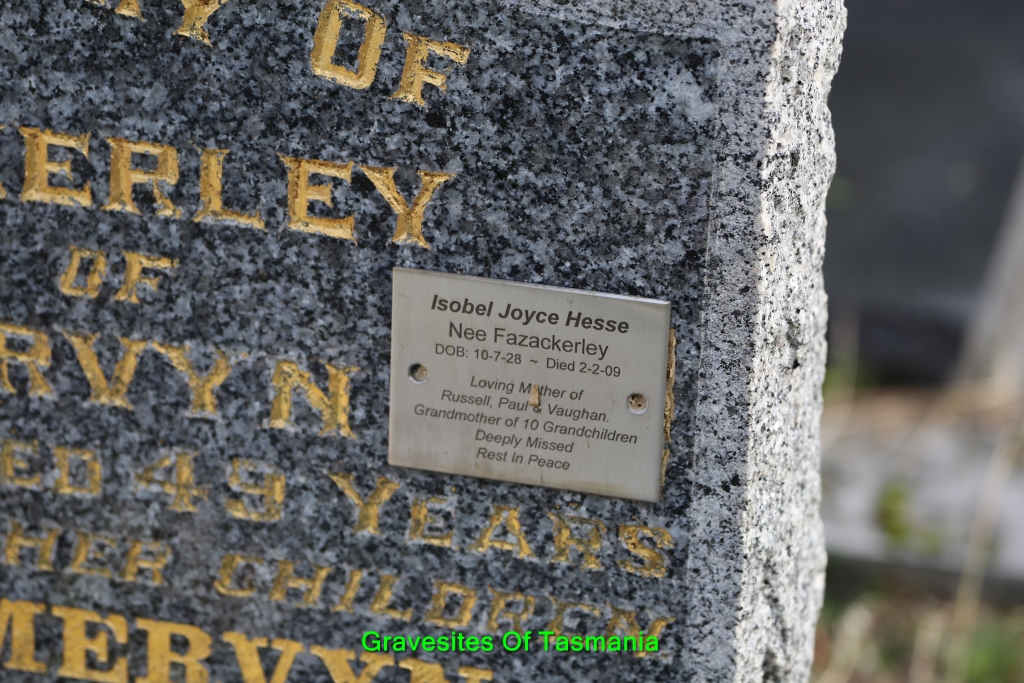 OF
ERLEY
OF
RVYN
Isobel Joyce Hesse
Nee Fazackerley
DOB: 10-7-28 ~ Died 2-2-09
Loving Mother of
Russell, Paul & Vaughan.
Grandmother of 10 Grandchildren
Deeply Missed
Rest In Peace
ED 49 YEARS
HER CHILDREN
MERVYN
Gravesites Of Tasmania